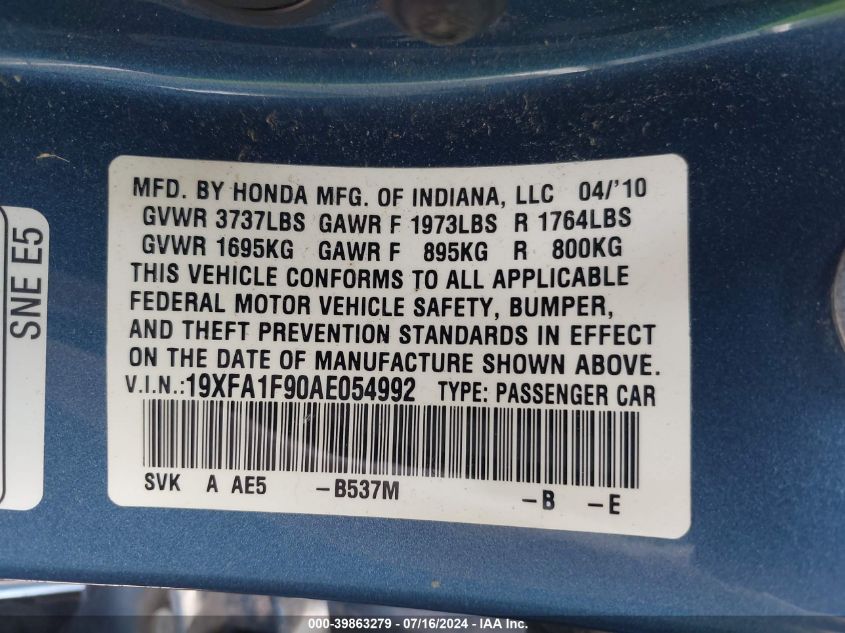 MFD. BY HONDA MFG. OF INDIANA, LLC 04/'10
GVWR 3737LBS GAWR F 1973LBS R 1764LBS
GVWR 1695KG GAWR F 895KG R 800KG
THIS VEHICLE CONFORMS TO ALL APPLICABLE
FEDERAL MOTOR VEHICLE SAFETY, BUMPER,
AND THEFT PREVENTION STANDARDS IN EFFECT
ON THE DATE OF MANUFACTURE SHOWN ABOVE.
V.I.N.:19XFA1F90AE054992 TYPE: PASSENGER CAR
SVK A AE5 -B537M -B -E
SNE E5
000-39863279 - 07/16/2024 - IAA Inc.